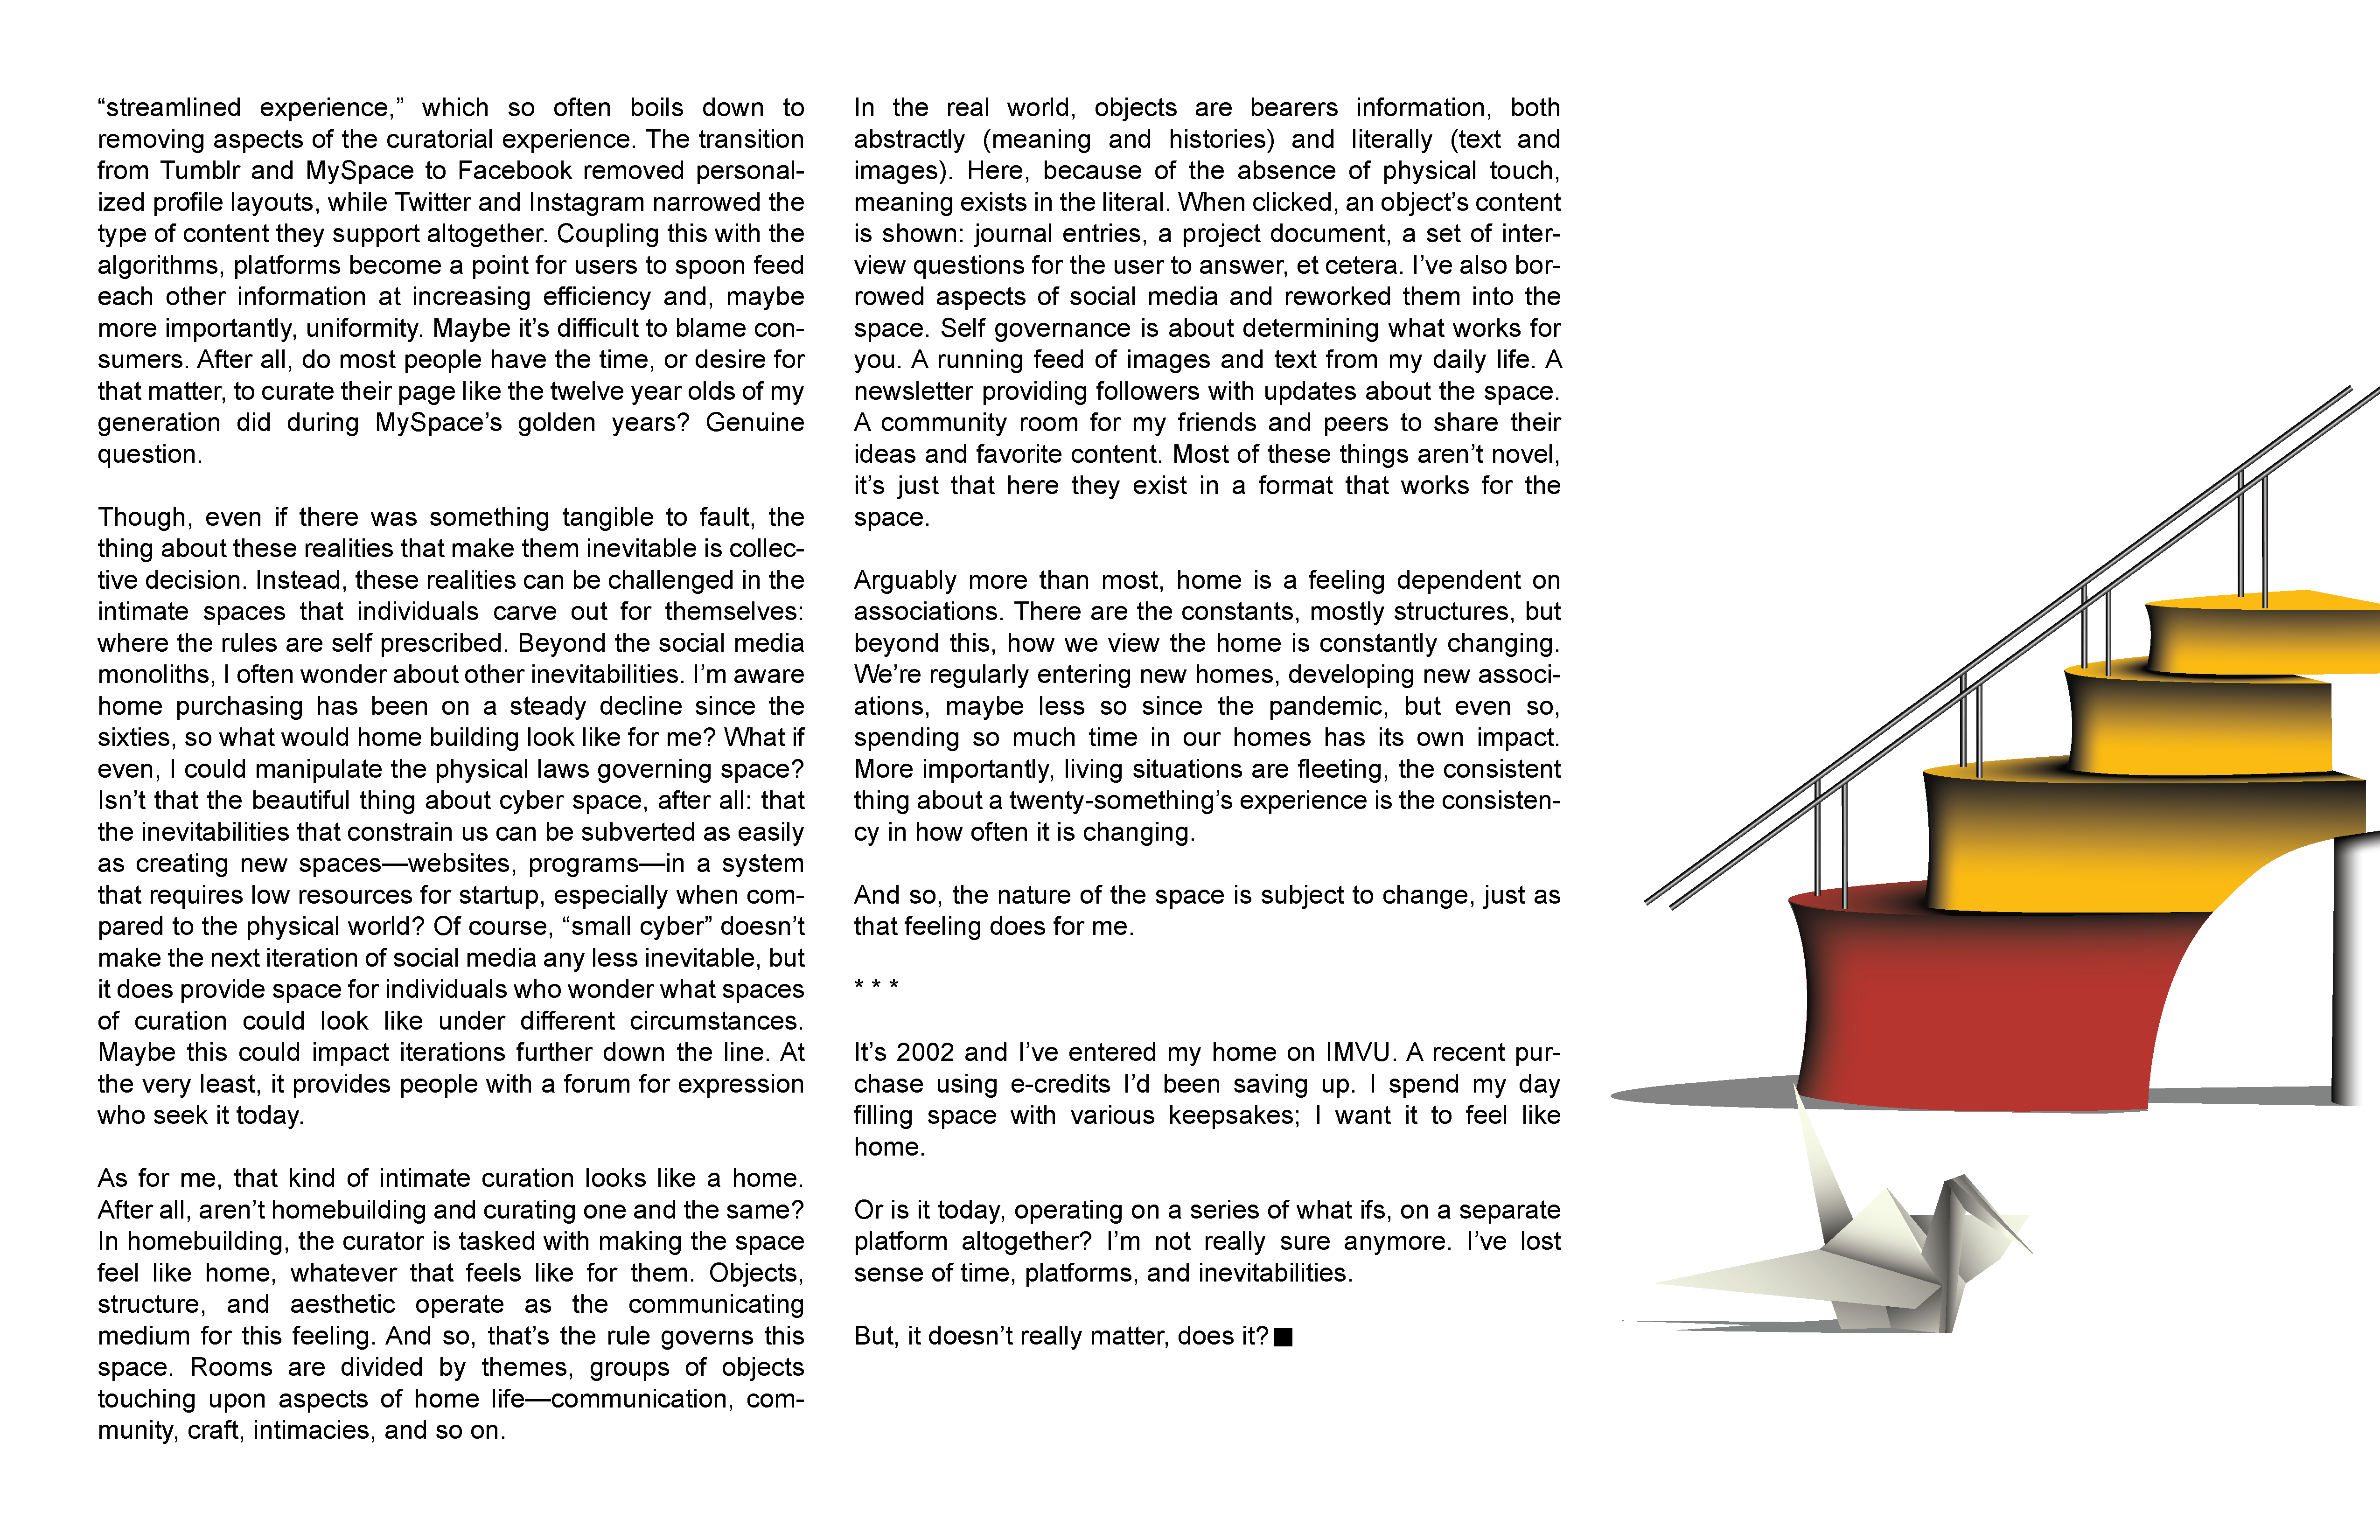 “streamlined experience,” which so often boils down to
removing aspects of the curatorial experience. The transition
from Tumblr and MySpace to Facebook removed personal-
ized profile layouts, while Twitter and Instagram narrowed the
type of content they support altogether. Coupling this with the
algorithms, platforms become a point for users to spoon feed
each other information at increasing efficiency and, maybe
more importantly, uniformity. Maybe it’s difficult to blame con-
sumers. After all, do most people have the time, or desire for
that matter, to curate their page like the twelve year olds of my
generation did during MySpace’s golden years? Genuine
question.
Though, even if there was something tangible to fault, the
thing about these realities that make them inevitable is collec-
tive decision. Instead, these realities can be challenged in the
intimate spaces that individuals carve out for themselves:
where the rules are self prescribed. Beyond the social media
monoliths, I often wonder about other inevitabilities. I’m aware
home purchasing has been on a steady decline since the
sixties, so what would home building look like for me? What if
even, I could manipulate the physical laws governing space?
Isn’t that the beautiful thing about cyber space, after all: that
the inevitabilities that constrain us can be subverted as easily
as creating new spaces—websites, programs—in a system
that requires low resources for startup, especially when com-
pared to the physical world? Of course, “small cyber” doesn’t
make the next iteration of social media any less inevitable, but
it does provide space for individuals who wonder what spaces
of curation could look like under different circumstances.
Maybe this could impact iterations further down the line. At
the very least, it provides people with a forum for expression
who seek it today.
As for me, that kind of intimate curation looks like a home.
After all, aren’t homebuilding and curating one and the same?
In homebuilding, the curator is tasked with making the space
feel like home, whatever that feels like for them. Objects,
structure, and aesthetic operate as the communicating
medium for this feeling. And so, that’s the rule governs this
space. Rooms are divided by themes, groups of objects
touching upon aspects of home life—communication, com-
munity, craft, intimacies, and so on.
In the real world, objects are bearers information, both
abstractly (meaning and histories) and literally (text and
images). Here, because of the absence of physical touch,
meaning exists in the literal. When clicked, an object’s content
is shown: journal entries, a project document, a set of inter-
view questions for the user to answer, et cetera. I’ve also bor-
rowed aspects of social media and reworked them into the
space. Self governance is about determining what works for
you. A running feed of images and text from my daily life. A
newsletter providing followers with updates about the space.
A community room for my friends and peers to share their
ideas and favorite content. Most of these things aren’t novel,
it’s just that here they exist in a format that works for the
space.
Arguably more than most, home is a feeling dependent on
associations. There are the constants, mostly structures, but
beyond this, how we view the home is constantly changing.
We’re regularly entering new homes, developing new associ-
ations, maybe less so since the pandemic, but even so,
spending so much time in our homes has its own impact.
More importantly, living situations are fleeting, the consistent
thing about a twenty-something’s experience is the consisten-
cy in how often it is changing.
And so, the nature of the space is subject to change, just as
that feeling does for me.
* * *
It’s 2002 and I’ve entered my home on IMVU. A recent pur-
chase using e-credits I’d been saving up. I spend my day
filling space with various keepsakes; I want it to feel like
home.
Or is it today, operating on a series of what ifs, on a separate
platform altogether? I’m not really sure anymore. I’ve lost
sense of time, platforms, and inevitabilities.
But, it doesn’t really matter, does it?■